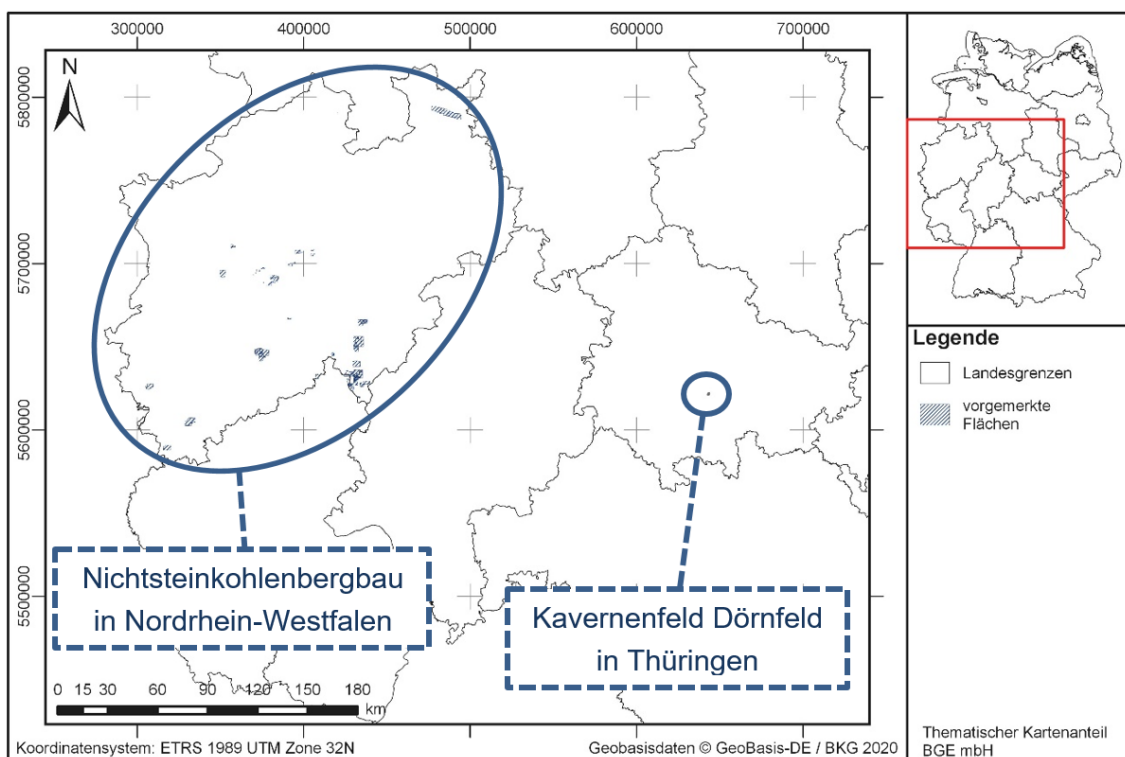 300000 400000 500000 600000 700000
N
5800000
5700000
5600000
5500000
Nichtsteinkohlenbergbau
in Nordrhein-Westfalen
Kavernenfeld Dörnfeld
in Thüringen
0 15 30 60 90 120 150 180
km
Koordinatensystem: ETRS 1989 UTM Zone 32N
Geobasisdaten © GeoBasis-DE / BKG 2020
Legende
Landesgrenzen
vorgemerkte
Flächen
Thematischer Kartenanteil
BGE mbH